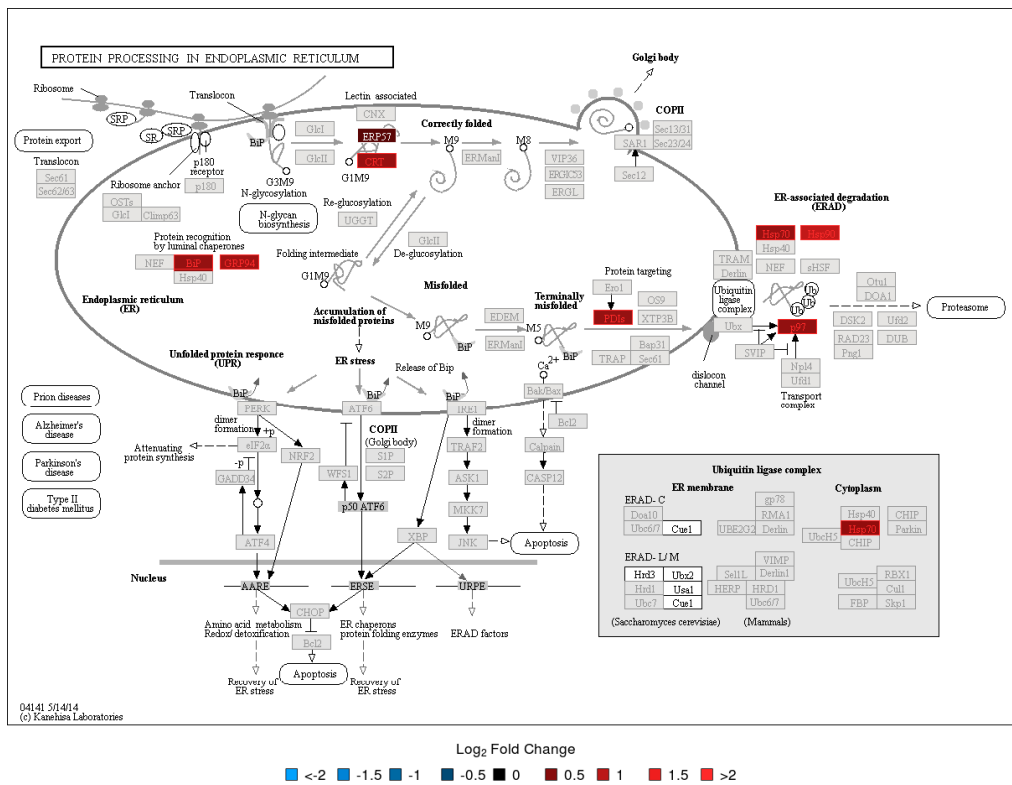 PROTEIN PROCESSING IN ENDOPLASMIC RETICULUM
Golgi body
Ribosome
Translocon
Lectin associated
CNX
COPII
SRP
SRP
SR
Protein export
BiP
GlcI
ERP57
Correctly folded
M9
M8
Sec13/31
Sec23/24
SAR1
Translocon
Sec61
Sec62/63
p180
receptor
p180
Ribosome anchor
GlcII
CRT
G3M9
G1M9
N-glycosylation
ERManI
VIP36
ERGIC53
ERGL
Sec12
OSTs
GlcI
Climp63
N-glycan
biosynthesis
Re-glucosylation
UGGT
ER-associated degradation
(ERAD)
Protein recognition
by luminal chaperones
NEF
BiP
GRP94
Hsp40
Folding intermediate
G1M9
GlcII
De-glucosylation
Hsp70
Hsp90
Hsp40
NEF
sHSF
TRAM
Derlin
Ubiquitin
ligase
complex
Ub
Ub
Ub
Otu1
DOA1
Proteasome
Endoplasmic reticulum
(ER)
Misfolded
Protein targeting
Ero1
OS9
PDIs
XTP3B
Terminally
misfolded
Accumulation of
misfolded proteins
M9
EDEM
BiP
ERManI
M5
BiP
TRAP
Bap31
Sec61
Ubx
p97
SVIP
DSK2
Ufd2
RAD23
DUB
Png1
Npl4
Ufd1
Transport
complex
dislocon
channel
Unfolded protein responce
(UPR)
ER stress
Release of Bip
Ca2+
Bak/Bax
Bcl2
BiP
BiP
BiP
PERK
ATF6
IRE1
Prion diseases
Alzheimer's
disease
Parkinson's
disease
Type II
diabetes mellitus
dimer
formation
+p
Attenuating
protein synthesis
eIF2α
-p
GADD34
NRF2
WFS1
COPII
(Golgi body)
S1P
S2P
dimer
formation
TRAF2
ASK1
MKK7
JNK
Calpain
CASP12
Apoptosis
p50 ATF6
XBP
ATF4
Nucleus
AARE
ERSE
URPE
CHOP
Bcl2
Amino acid metabolism
Redox/ detoxification
ER chaperons
protein folding enzymes
ERAD factors
Apoptosis
Recovery of
ER stress
Recovery of
ER stress
Ubiquitin ligase complex
ER membrane
Cytoplasm
ERAD- C
Doa10
Ubc6/7
Cue1
gp78
RMA1
UBE2G2
Derlin
Hsp40
Hsp70
UbcH5
CHIP
CHIP
Parkin
ERAD- L/ M
Hrd3
Ubx2
Hrd1
Usa1
Ubc7
Cue1
VIMP
Sel1L
Derlin1
HERP
HRD1
Ubc6/7
UbcH5
RBX1
Cul1
FBP
Skp1
(Saccharomyces cerevisiae)
(Mammals)
04141 5/14/14
(c) Kanehisa Laboratories
Log2 Fold Change
<-2 -1.5 -1 -0.5 0 0.5 1 1.5 >2